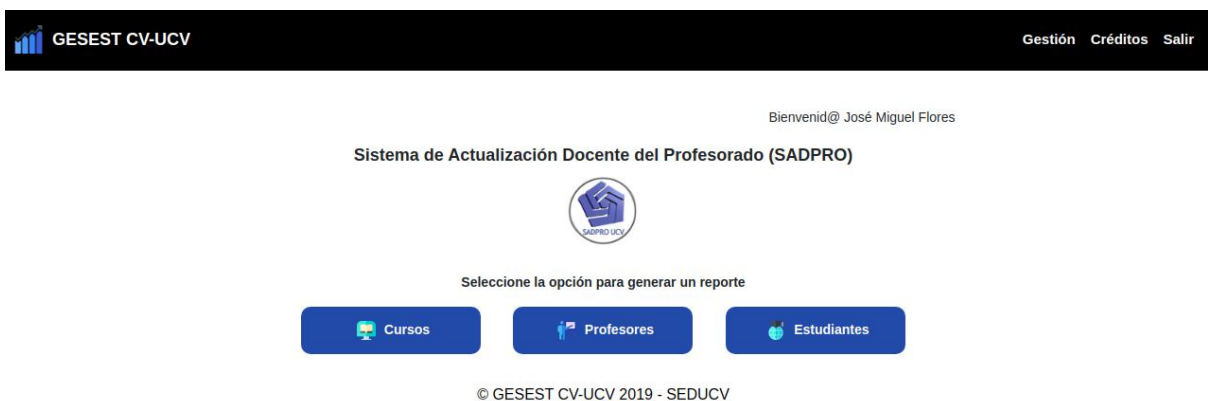 GESEST CV-UCV
Gestión Créditos Salir
Bienvenid@ José Miguel Flores
Sistema de Actualización Docente del Profesorado (SADPRO)
SADPRO UCV
Seleccione la opción para generar un reporte
Cursos
Profesores
Estudiantes
© GESEST CV-UCV 2019 - SEDUCV